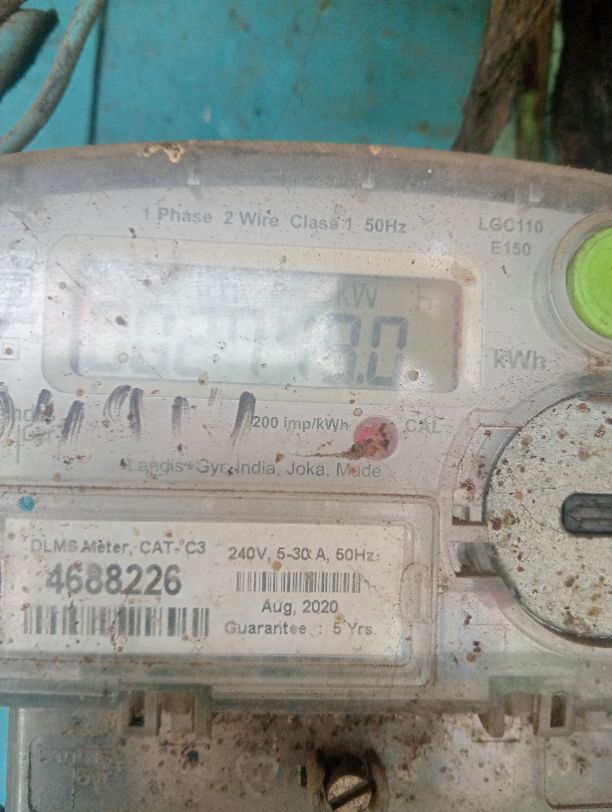 1 Phase 2 Wire Class 1 50Hz
LGC110
E150
kW h
kWh
200 imp/kWh
CAL
Landis+Gyr, India, Joka, Made
DLMS Meter, CAT- C3
4688226
240V, 5-30 A, 50Hz
Aug, 2020
Guarantee : 5 Yrs